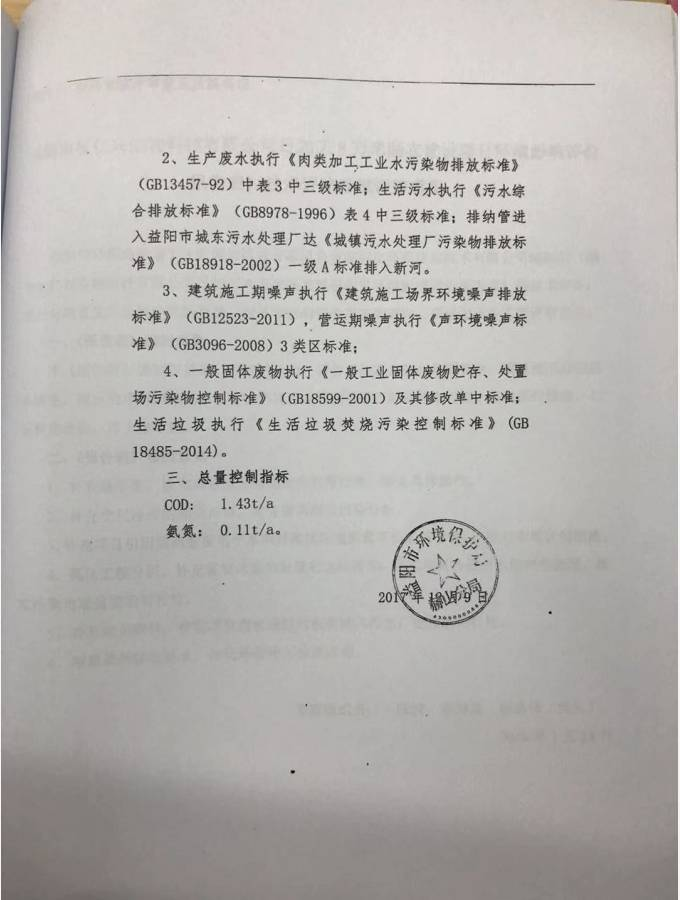 2、生产废水执行《肉类加工工业水污染物排放标准》
（GB13457-92）中表3中三级标准；生活污水执行《污水综
合排放标准》（GB8978-1996）表4中三级标准；排纳管进
入益阳市城东污水处理厂达《城镇污水处理厂污染物排放标
准》（GB18918-2002）一级A标准排入新河。
3、建筑施工期噪声执行《建筑施工场界环境噪声排放
标准》（GB12523-2011），营运期噪声执行《声环境噪声标
准》（GB3096-2008）3类区标准；
4、一般固体废物执行《一般工业固体废物贮存、处置
场污染物控制标准》（GB18599-2001）及其修改单中标准；
生活垃圾执行《生活垃圾焚烧污染控制标准》(GB
18485-2014)。
三、总量控制指标
COD: 1.43t/a
氨氮：0.11t/a。
益阳市环境保护局
赫山分局
2017年 月9日